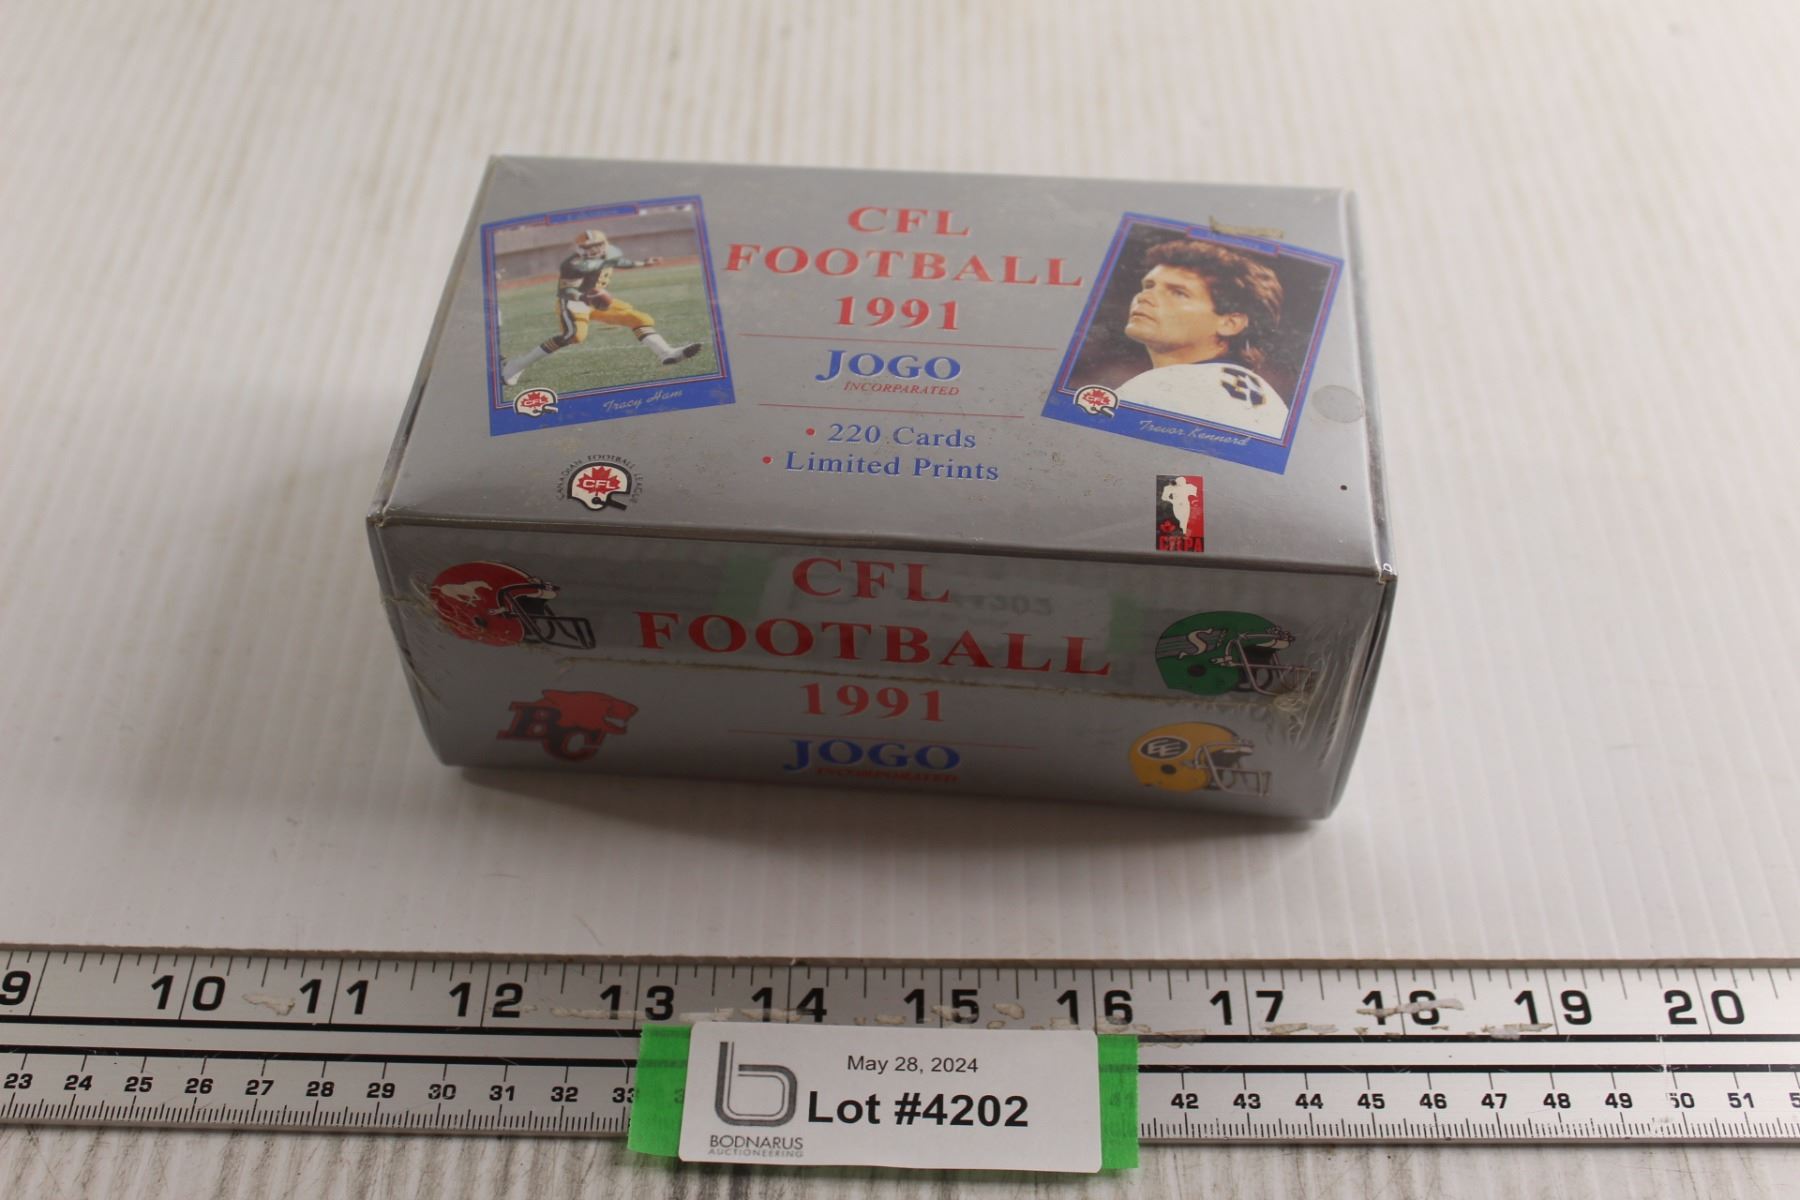 CFL
FOOTBALL
1991
JOGO
INCORPARATED
• 220 Cards
• Limited Prints
CFL
Tracy Ham
CFL
Trevor Kennerd
CANADIAN FOOTBALL LEAGUE
CFL
CFLPA
CFL
FOOTBALL
1991
JOGO
INCORPORATED
S
BC
EE
9 10 11 12 13 14 15 16 17 18 19 20
23 24 25 26 27 28 29 30 31 32 42 43 44 45 46 47 48 49 50 51
May 28, 2024
Lot #4202
BODNARUS
AUCTIONEERING